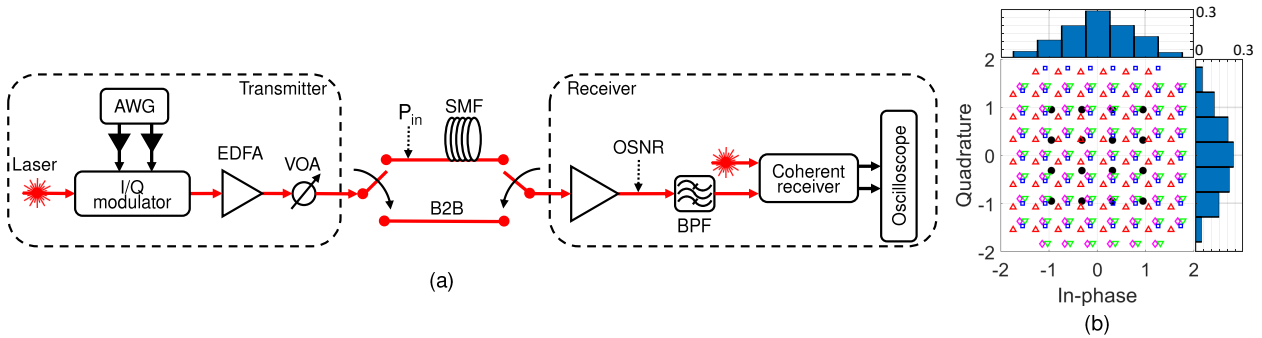 Transmitter
AWG
Laser
I/Q
modulator
EDFA
VOA
Pin
SMF
B2B
Receiver
OSNR
BPF
Coherent
receiver
Oscilloscope
(a)
0.3
0
0.3
2
1
0
-1
-2
Quadrature
-2
-1
0
1
2
In-phase
(b)